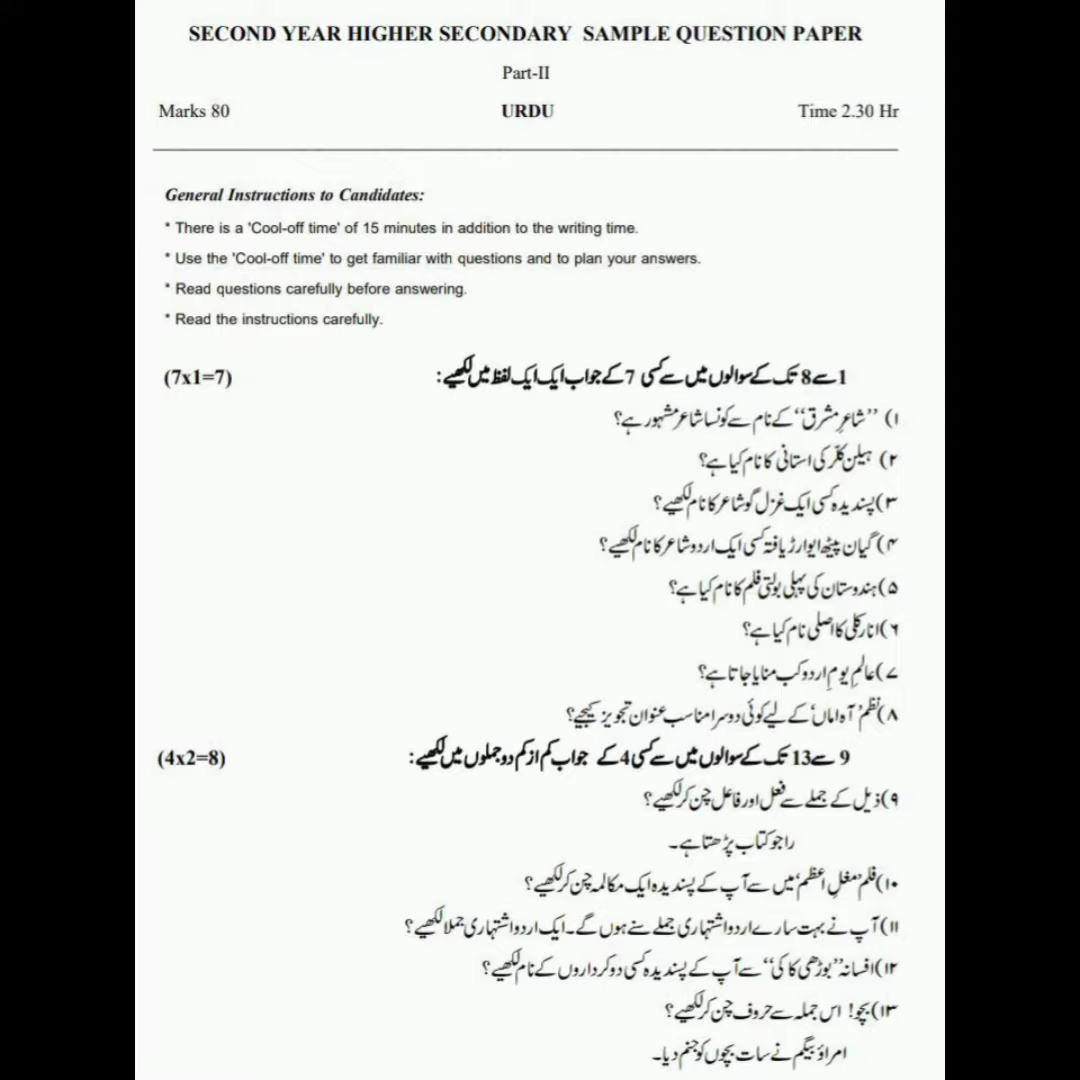 SECOND YEAR HIGHER SECONDARY SAMPLE QUESTION PAPER
Part-II
Marks 80 URDU Time 2.30 Hr
General Instructions to Candidates:
* There is a 'Cool-off time' of 15 minutes in addition to the writing time.
* Use the 'Cool-off time' to get familiar with questions and to plan your answers.
* Read questions carefully before answering.
* Read the instructions carefully.
1 سے 8 تک کے سوالوں میں سے کسی 7 کے جواب ایک ایک لفظ میں لکھیے: (7x1=7)
۱) ”شاعرِ مشرق“ کے نام سے کونسا شاعر مشہور ہے؟
۲) ہیلن کلّر کی استانی کا نام کیا ہے؟
۳) پسندیدہ کسی ایک غزل گو شاعر کا نام لکھیے؟
۴) گیان پیٹھ ایوارڈ یافتہ کسی ایک اردو شاعر کا نام لکھیے؟
۵) ہندوستان کی پہلی بولتی فلم کا نام کیا ہے؟
۶) انارکلی کا اصلی نام کیا ہے؟
۷) عالمِ یومِ اردو کب منایا جاتا ہے؟
۸) نظم 'آہ اماں' کے لیے کوئی دوسرا مناسب عنوان تجویز کیجیے؟
9 سے 13 تک کے سوالوں میں سے کسی 4 کے جواب کم از کم دو جملوں میں لکھیے: (4x2=8)
۹) ذیل کے جملے سے فعل اور فاعل چن کر لکھیے؟
راجو کتاب پڑھتا ہے۔
۱۰) فلم 'مغلِ اعظم' میں سے آپ کے پسندیدہ ایک مکالمہ چن کر لکھیے؟
۱۱) آپ نے بہت سارے اردو اشتہاری جملے سنے ہوں گے۔ ایک اردو اشتہاری جملا لکھیے؟
۱۲) افسانہ ”بوڑھی کاکی“ سے آپ کے پسندیدہ کسی دو کرداروں کے نام لکھیے؟
۱۳) بچو! اس جملہ سے حروف چن کر لکھیے؟
امراؤ بیگم نے سات بچوں کو جنم دیا۔